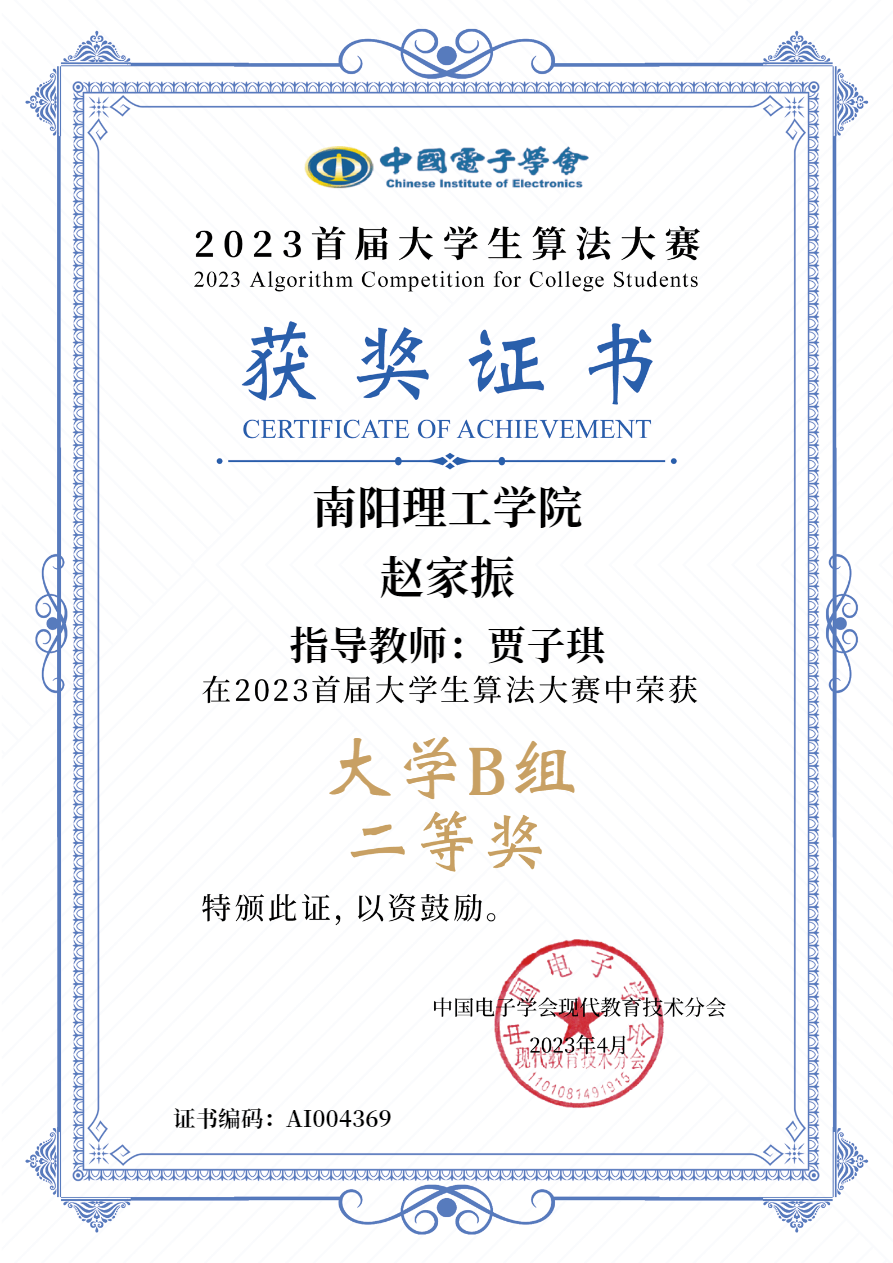 中國電子學會
Chinese Institute of Electronics
2023首届大学生算法大赛
2023 Algorithm Competition for College Students
获奖证书
CERTIFICATE OF ACHIEVEMENT
南阳理工学院
赵家振
指导教师：贾子琪
在2023首届大学生算法大赛中荣获
大学B组
二等奖
特颁此证，以资鼓励。
中国电子学会
中国电子学会现代教育技术分会
2023年4月
现代教育技术分会
1101081491915
证书编码：AI004369